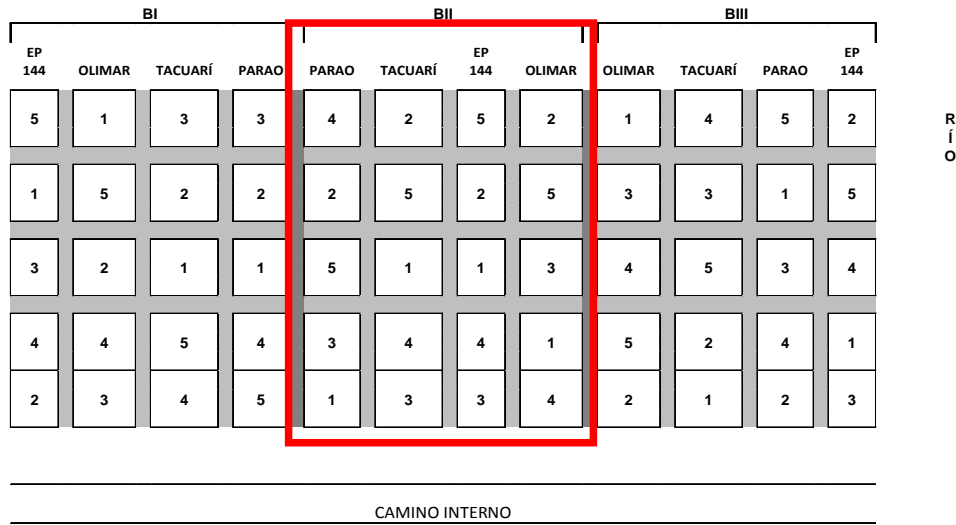 BI BII BIII
EP 144 OLIMAR TACUARÍ PARAO PARAO TACUARÍ EP 144 OLIMAR OLIMAR TACUARÍ PARAO EP 144
5 1 3 3 4 2 5 2 1 4 5 2
1 5 2 2 2 5 2 5 3 3 1 5
3 2 1 1 5 1 1 3 4 5 3 4
4 4 5 4 3 4 4 1 5 2 4 1
2 3 4 5 1 3 3 4 2 1 2 3
RÍO
CAMINO INTERNO